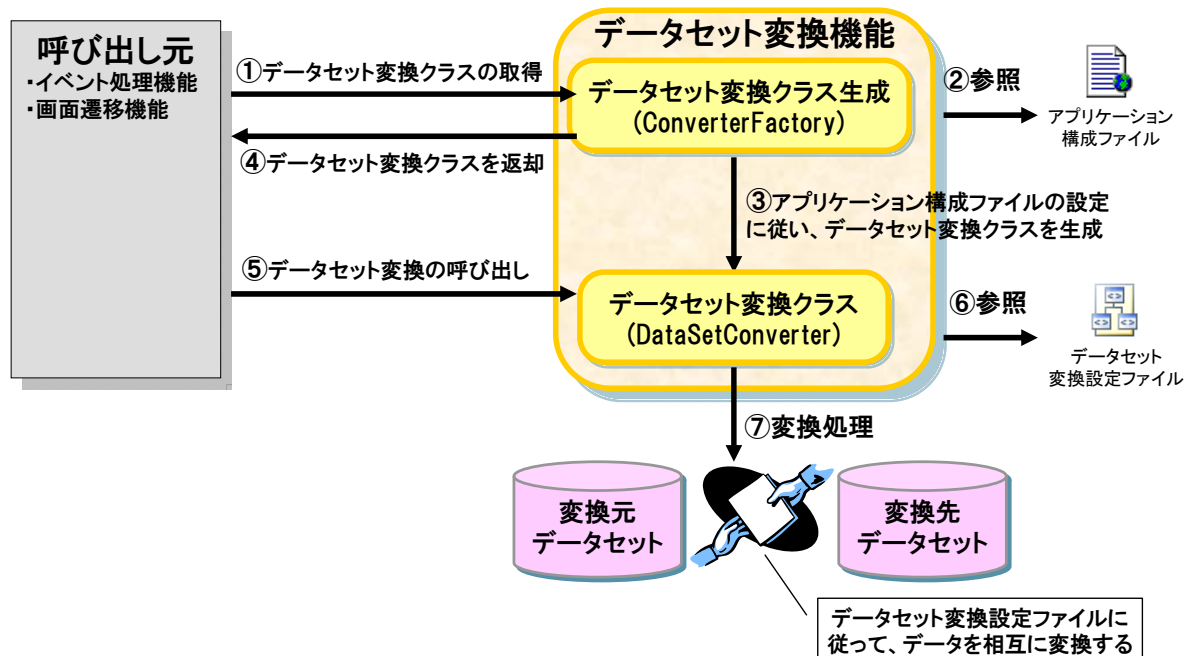 呼び出し元
・イベント処理機能
・画面遷移機能
データセット変換機能
①データセット変換クラスの取得
データセット変換クラス生成
(ConverterFactory)
②参照
アプリケーション
構成ファイル
④データセット変換クラスを返却
③アプリケーション構成ファイルの設定
に従い、データセット変換クラスを生成
⑤データセット変換の呼び出し
データセット変換クラス
(DataSetConverter)
⑥参照
データセット
変換設定ファイル
⑦変換処理
変換元
データセット
変換先
データセット
データセット変換設定ファイルに
従って、データを相互に変換する